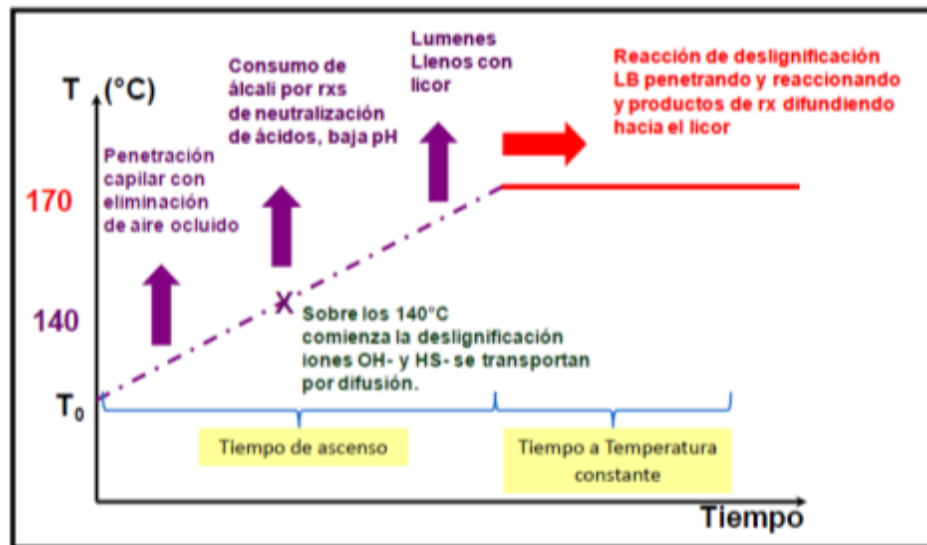 T (°C)
Penetración
capilar con
eliminación
de aire ocluido
Consumo de
álcali por rxs
de neutralización
de ácidos, baja pH
Lumenes
Llenos con
licor
Reacción de deslignificación
LB penetrando y reaccionando
y productos de rx difundiendo
hacia el licor
170
140
X
Sobre los 140°C
comienza la deslignificación
iones OH- y HS- se transportan
por difusión.
T0
Tiempo de ascenso
Tiempo a Temperatura
constante
Tiempo